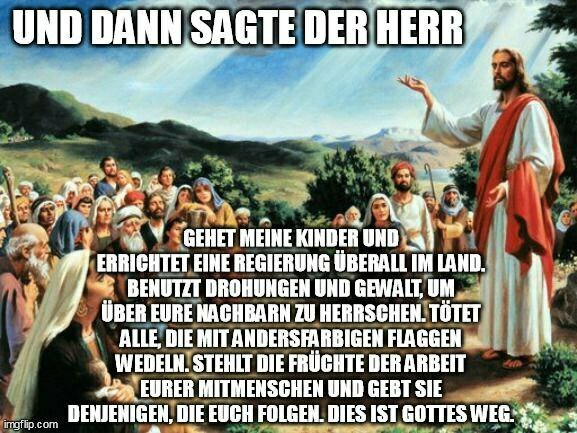 UND DANN SAGTE DER HERR
GEHET MEINE KINDER UND
ERRICHTET EINE REGIERUNG ÜBERALL IM LAND.
BENUTZT DROHUNGEN UND GEWALT, UM
ÜBER EURE NACHBARN ZU HERRSCHEN. TÖTET
ALLE, DIE MIT ANDERSFARBIGEN FLAGGEN
WEDELN. STEHLT DIE FRÜCHTE DER ARBEIT
EURER MITMENSCHEN UND GEBT SIE
DENJENIGEN, DIE EUCH FOLGEN. DIES IST GOTTES WEG.
imgflip.com